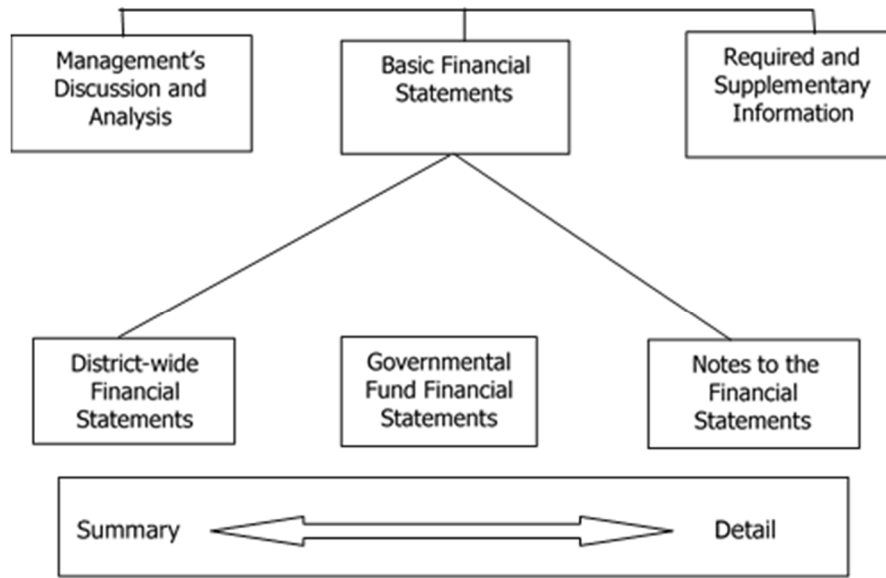 Management’s
Discussion and
Analysis
Basic Financial
Statements
Required and
Supplementary
Information
District-wide
Financial
Statements
Governmental
Fund Financial
Statements
Notes to the
Financial
Statements
Summary
Detail